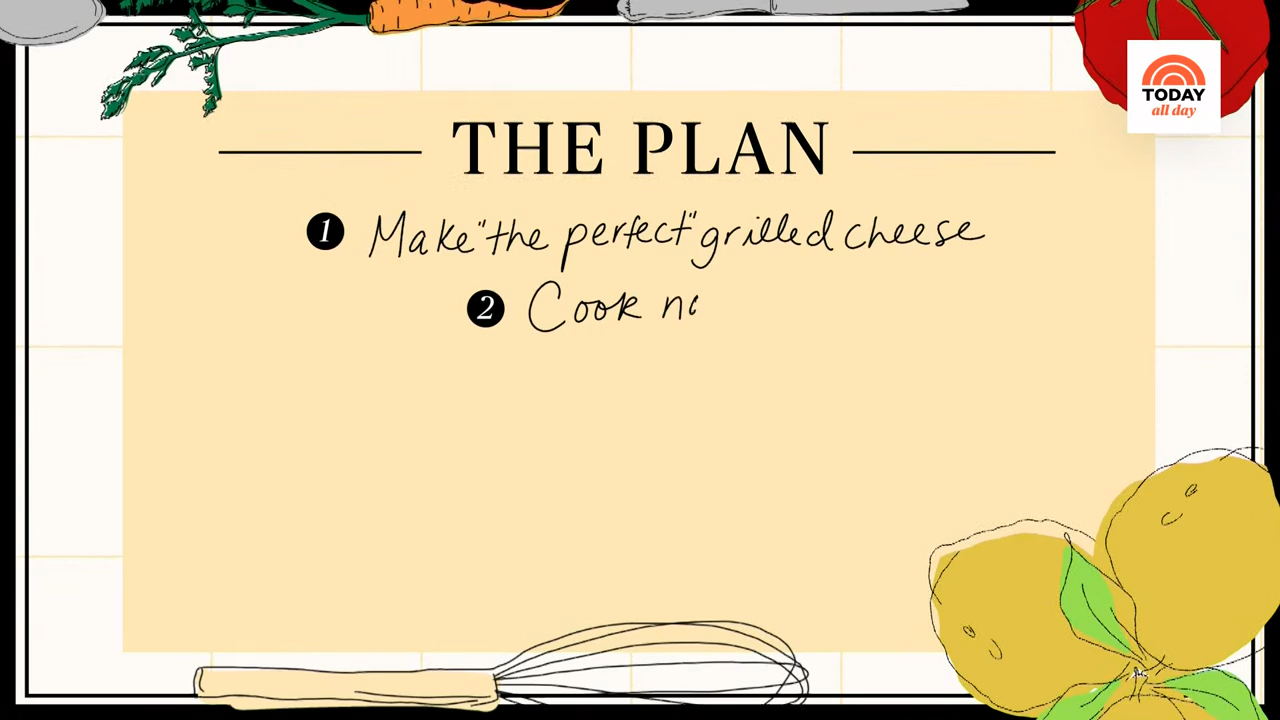 THE PLAN
TODAY
all day
1 Make "the perfect" grilled cheese
2 Cook